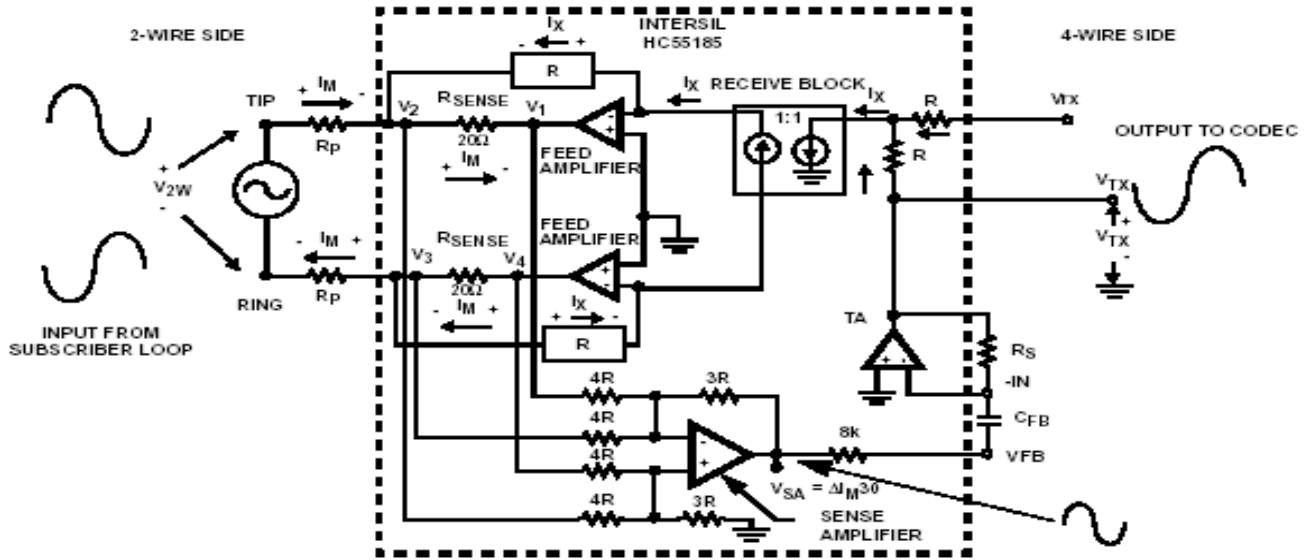 2-WIRE SIDE
INTERSIL
HC55185
4-WIRE SIDE
IX
- +
R
IM
+ -
TIP
RP
V2
RSENSE
V1
20Ω
IM
+ -
FEED
AMPLIFIER
IX
RECEIVE BLOCK
1:1
IX
R
R
Vrx
OUTPUT TO CODEC
+
V2W
-
VTX
+
VTX
-
FEED
AMPLIFIER
IM
- +
RP
RING
V3
RSENSE
V4
20Ω
IM
- +
IX
+ -
R
INPUT FROM
SUBSCRIBER LOOP
TA
+ -
RS
-IN
CFB
VFB
4R
3R
4R
4R
4R
3R
-
+
8k
VSA = ΔIM30
SENSE
AMPLIFIER